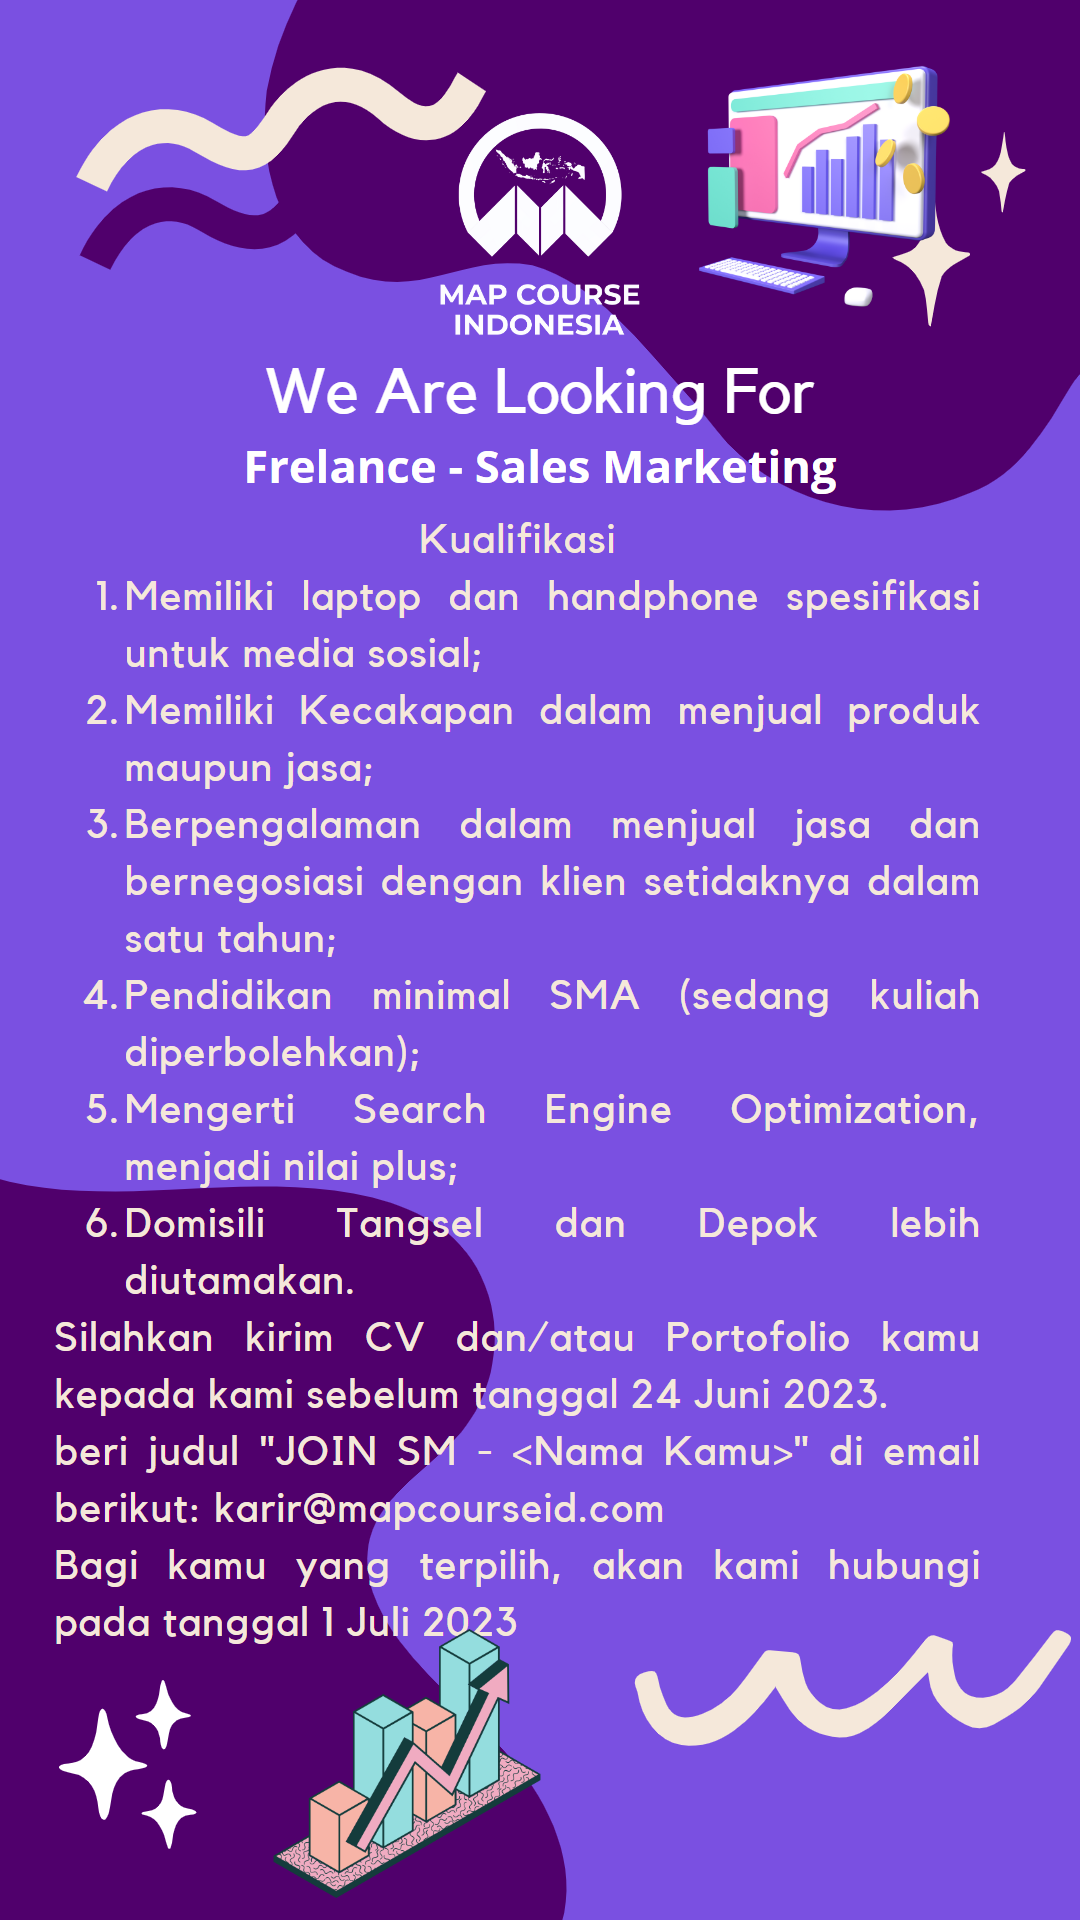 MAP COURSE
INDONESIA
We Are Looking For
Frelance - Sales Marketing
Kualifikasi
1. Memiliki laptop dan handphone spesifikasi
untuk media sosial;
2. Memiliki Kecakapan dalam menjual produk
maupun jasa;
3. Berpengalaman dalam menjual jasa dan
bernegosiasi dengan klien setidaknya dalam
satu tahun;
4. Pendidikan minimal SMA (sedang kuliah
diperbolehkan);
5. Mengerti Search Engine Optimization,
menjadi nilai plus;
6. Domisili Tangsel dan Depok lebih
diutamakan.
Silahkan kirim CV dan/atau Portofolio kamu
kepada kami sebelum tanggal 24 Juni 2023.
beri judul "JOIN SM - <Nama Kamu>" di email
berikut: karir@mapcourseid.com
Bagi kamu yang terpilih, akan kami hubungi
pada tanggal 1 Juli 2023